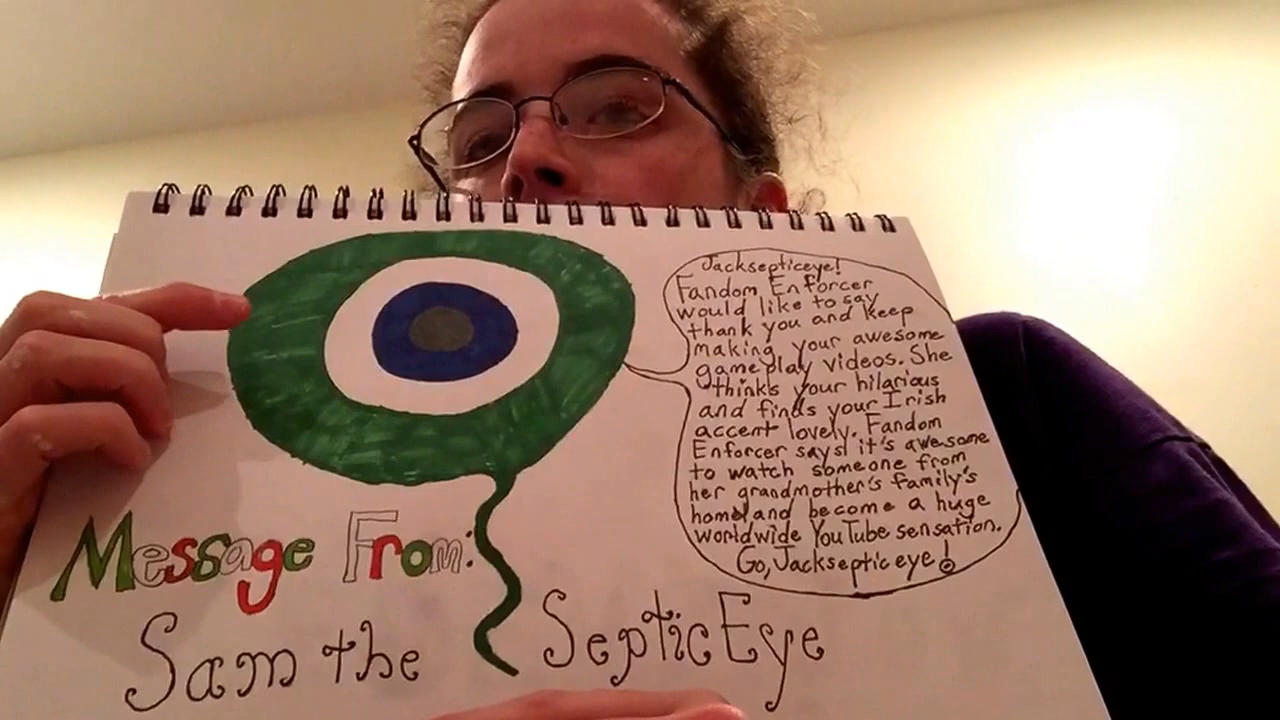 Jacksepticeye!
Fandom Enforcer
would like to say
thank you and keep
making your awesome
gameplay videos. She
thinks your hilarious
and finds your Irish
accent lovely. Fandom
Enforcer says it's awesome
to watch someone from
her grandmother's family's
homeland become a huge
worldwide YouTube sensation.
Go, Jacksepticeye!
Message From:
Sam the SepticEye